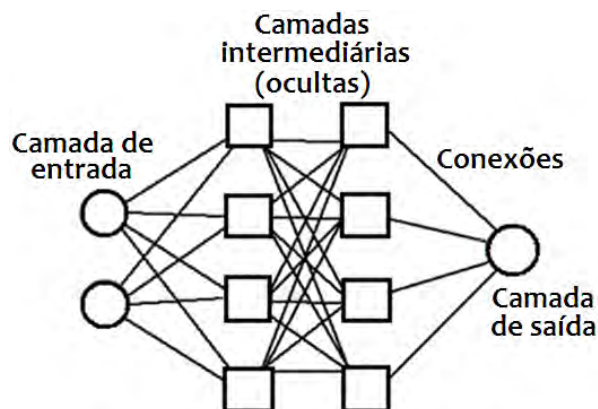 Camadas
intermediárias
(ocultas)
Camada de
entrada
Conexões
Camada
de saída